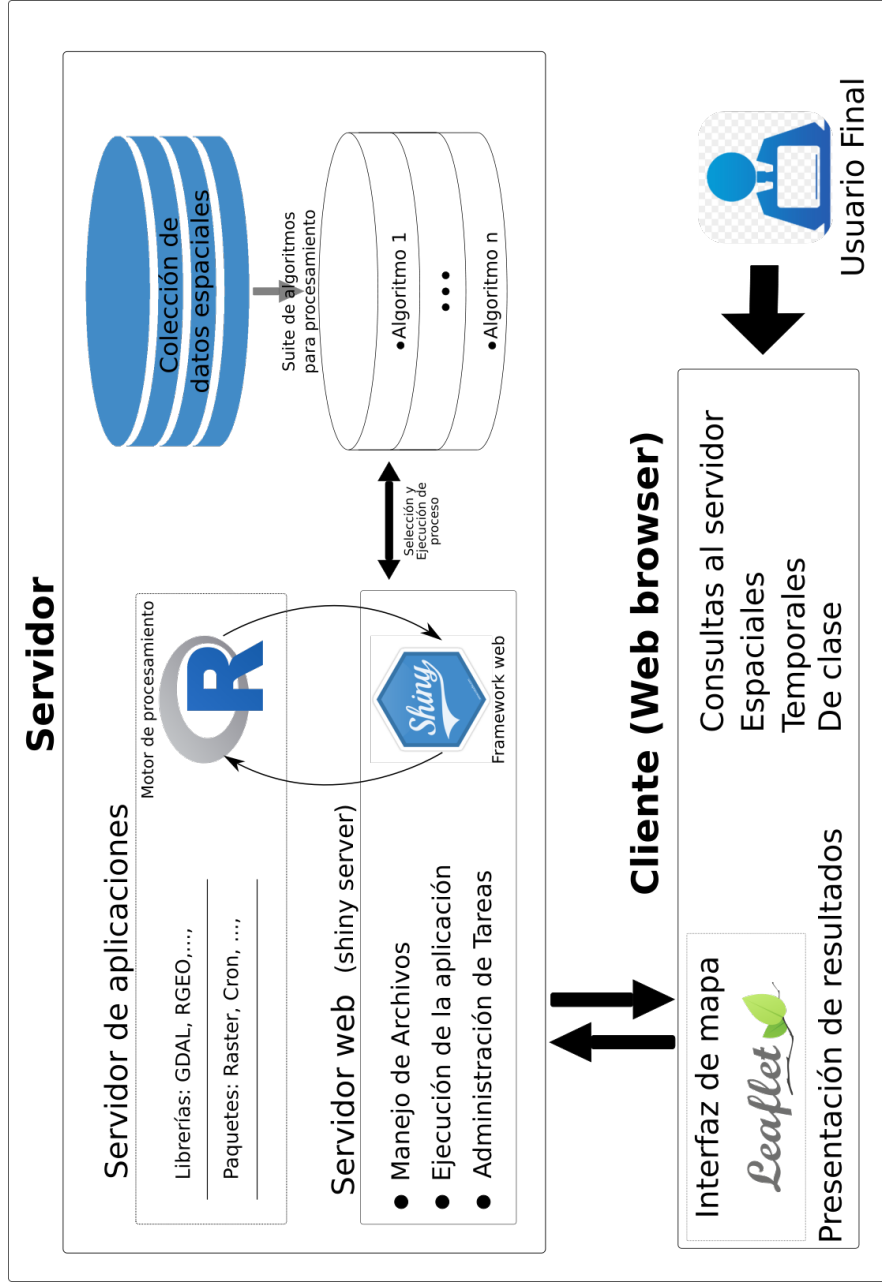 Servidor
Servidor de aplicaciones
Librerías: GDAL, RGEO,...,
Paquetes: Raster, Cron, ...,
Motor de procesamiento
R
Servidor web (shiny server)
● Manejo de Archivos
● Ejecución de la aplicación
● Administración de Tareas
Shiny
Framework web
Selección y
Ejecución de
proceso
Colección de
datos espaciales
Suite de algoritmos
para procesamiento
●Algoritmo 1
●●●
●Algoritmo n
Cliente (Web browser)
Interfaz de mapa
Leaflet
Presentación de resultados
Consultas al servidor
Espaciales
Temporales
De clase
Usuario Final